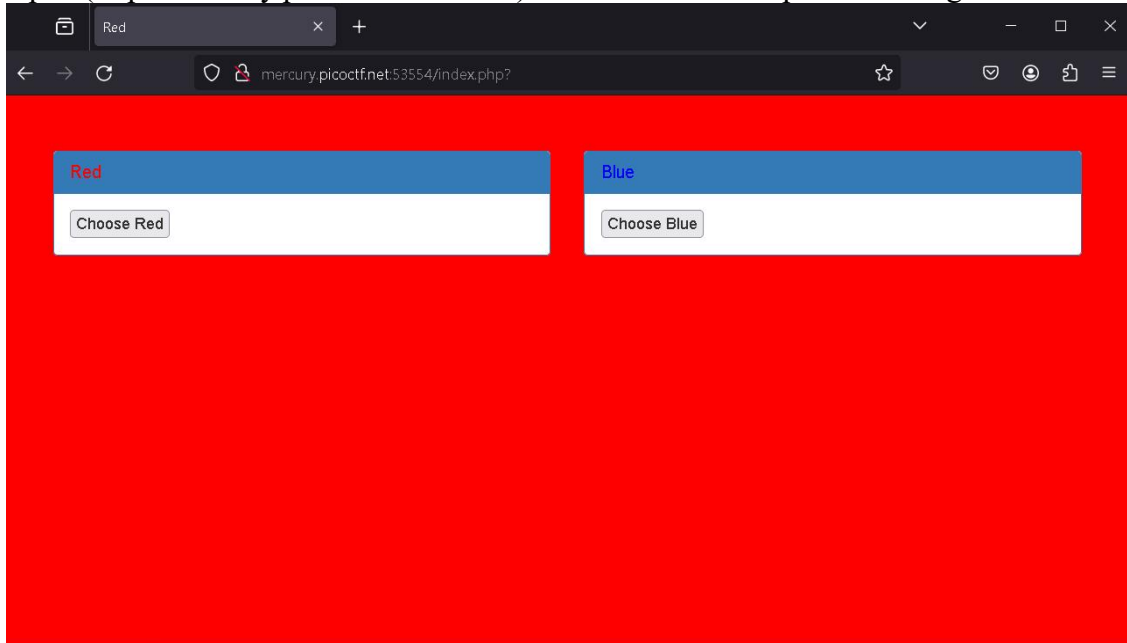 Red
mercury.picoctf.net:53554/index.php?
Red
Blue
Choose Red
Choose Blue